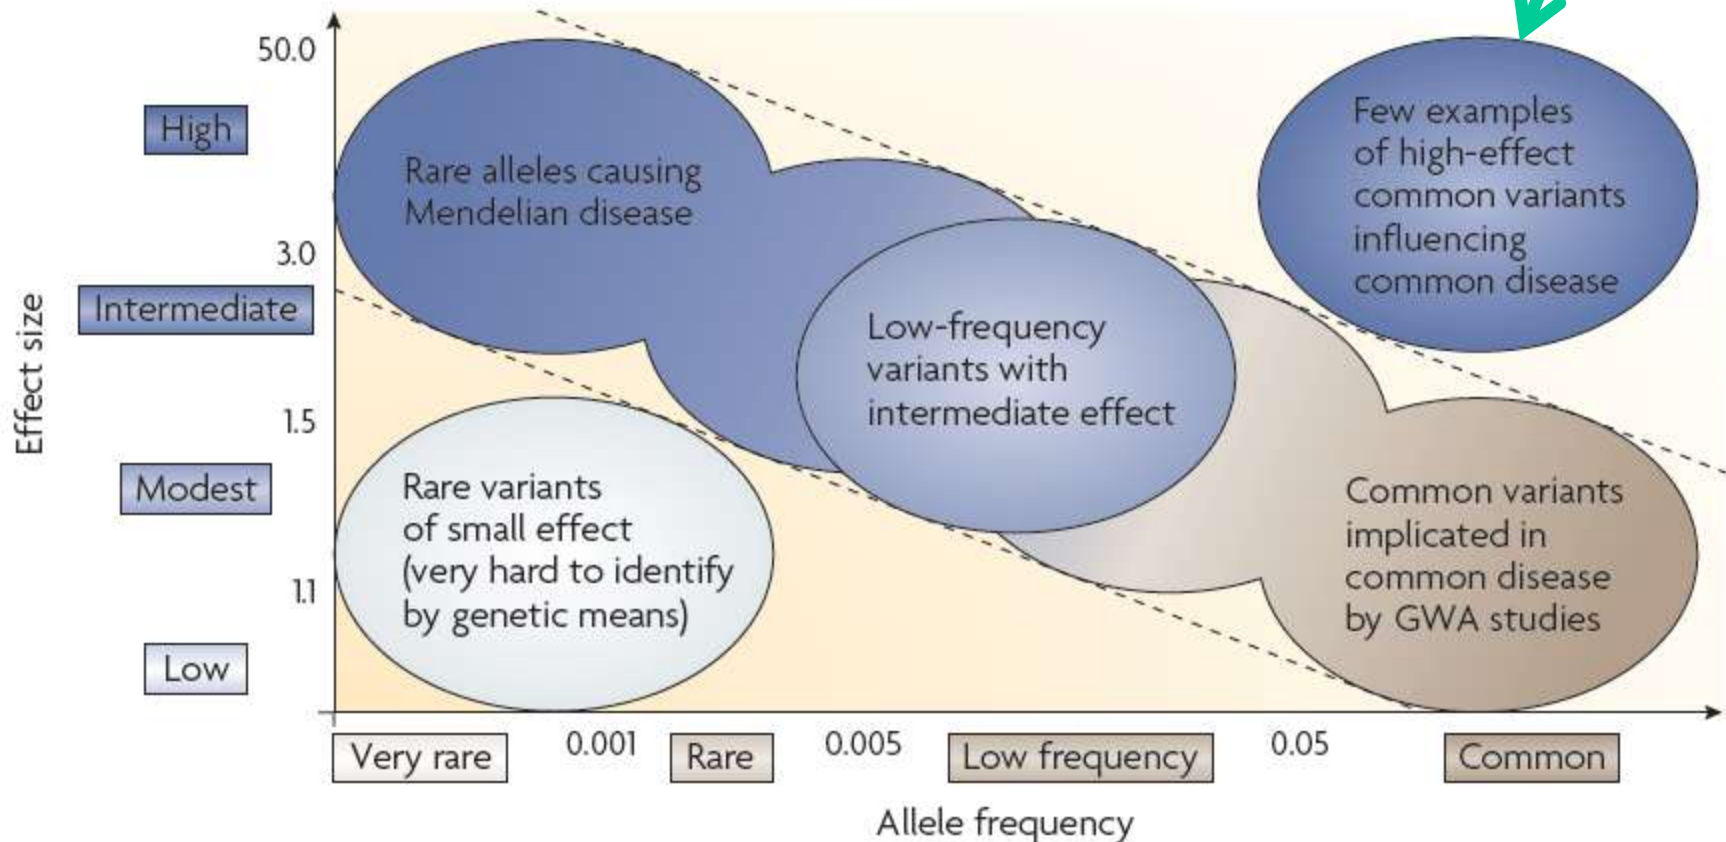 50.0
High
3.0
Intermediate
Effect size
1.5
Modest
1.1
Low
Rare alleles causing
Mendelian disease
Few examples
of high-effect
common variants
influencing
common disease
Low-frequency
variants with
intermediate effect
Rare variants
of small effect
(very hard to identify
by genetic means)
Common variants
implicated in
common disease
by GWA studies
Very rare
0.001
Rare
0.005
Low frequency
0.05
Common
Allele frequency